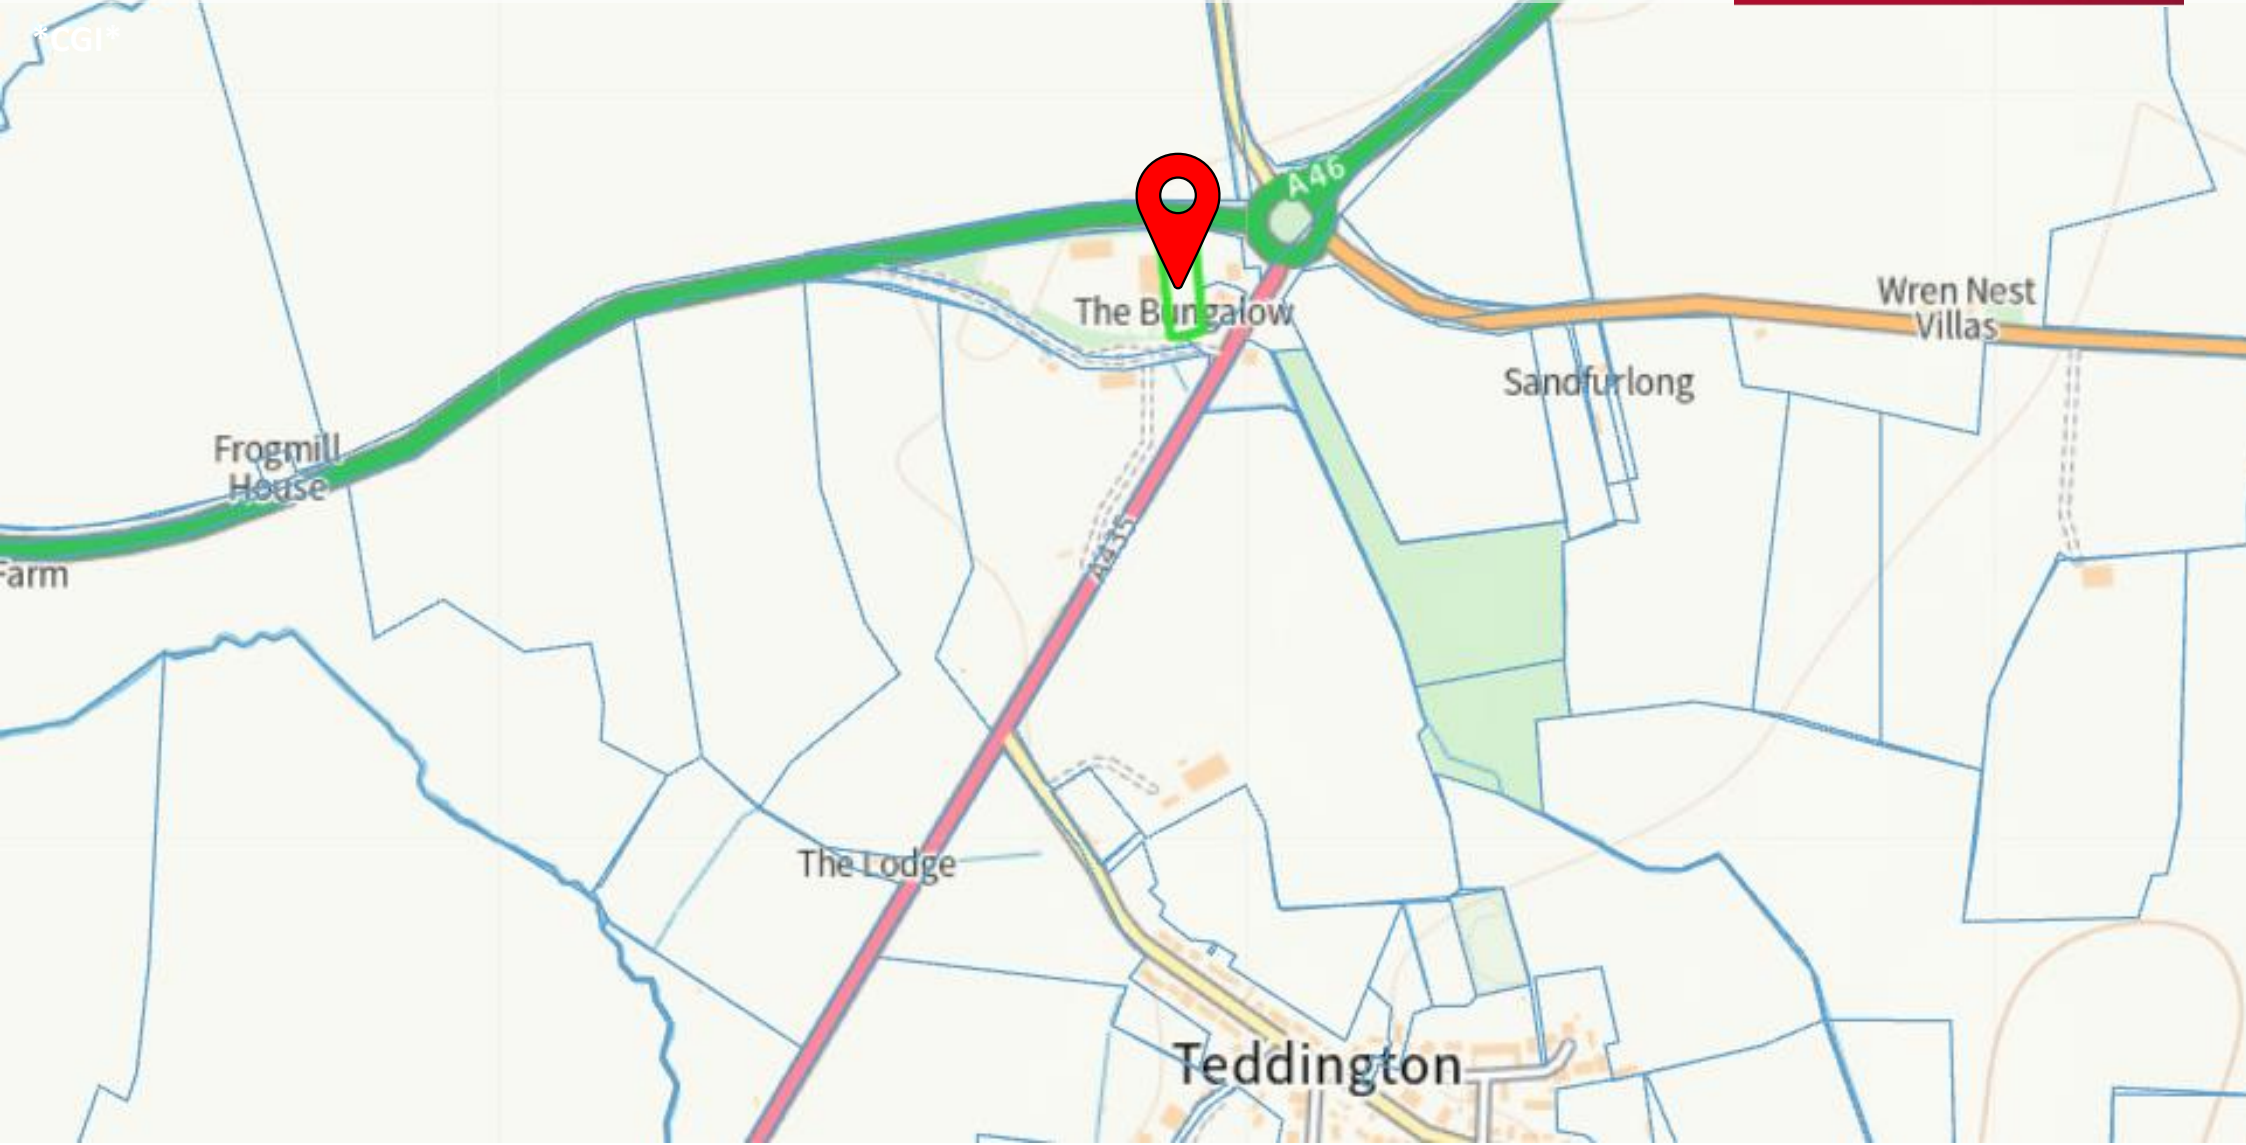 *CGI*
A46
The Bungalow
Wren Nest
Villas
Sandfurlong
Frogmill
House
A435
Farm
The Lodge
Teddington